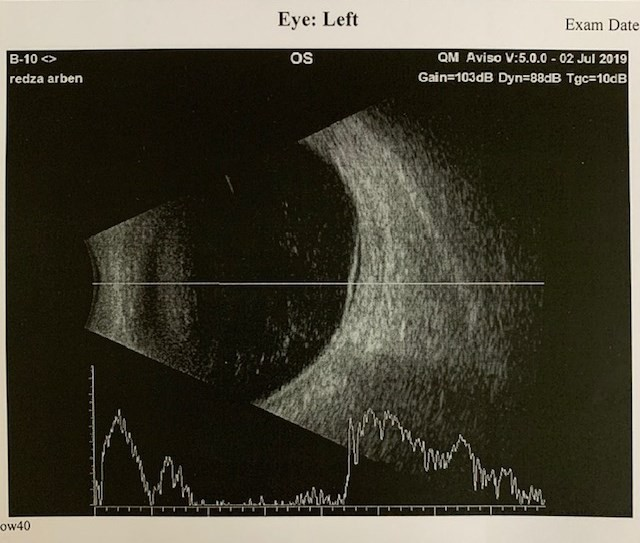 Eye: Left
Exam Date
B-10 <>
OS
QM Aviso V:5.0.0 - 02 Jul 2019
redza arben
Gain=103dB Dyn=88dB Tgc=10dB
ow40